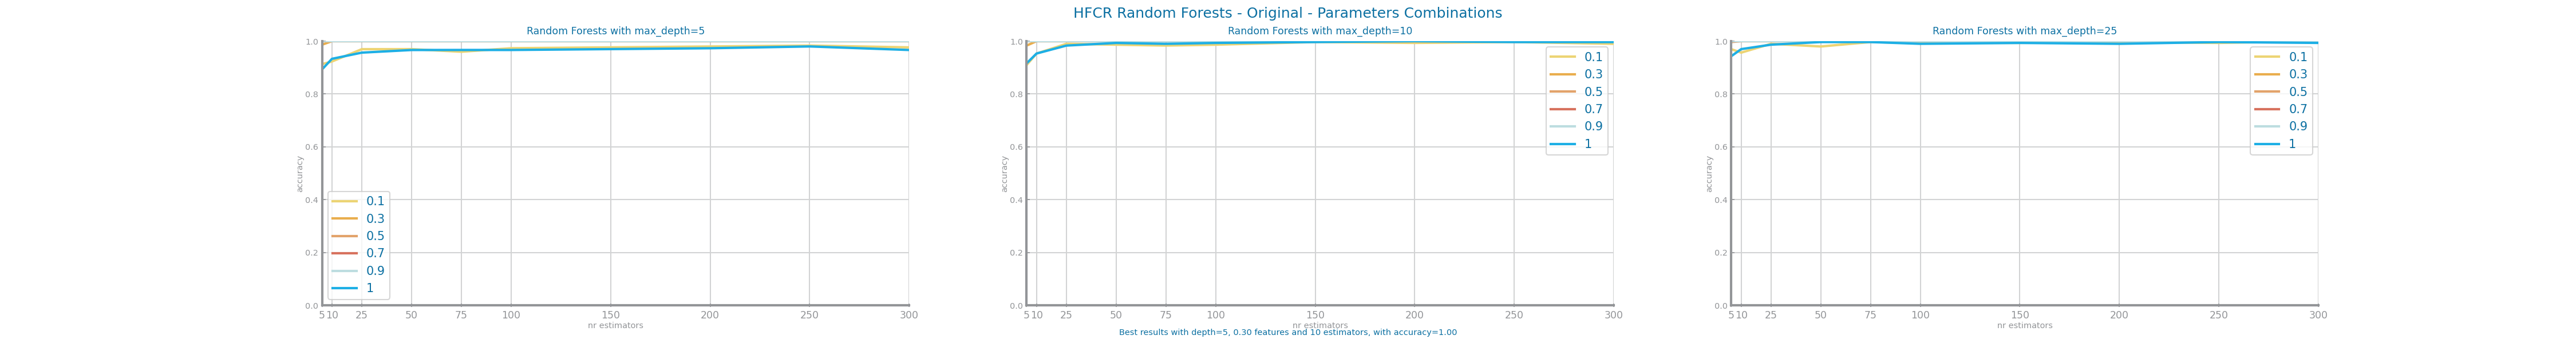 HFCR Random Forests - Original - Parameters Combinations
Random Forests with max_depth=5
1.0
0.8
0.6
0.4
0.2
0.0
accuracy
0.1
0.3
0.5
0.7
0.9
1
5 10 25 50 75 100 150 200 250 300
nr estimators
Random Forests with max_depth=10
1.0
0.8
0.6
0.4
0.2
0.0
accuracy
0.1
0.3
0.5
0.7
0.9
1
5 10 25 50 75 100 150 200 250 300
nr estimators
Best results with depth=5, 0.30 features and 10 estimators, with accuracy=1.00
Random Forests with max_depth=25
1.0
0.8
0.6
0.4
0.2
0.0
accuracy
0.1
0.3
0.5
0.7
0.9
1
5 10 25 50 75 100 150 200 250 300
nr estimators